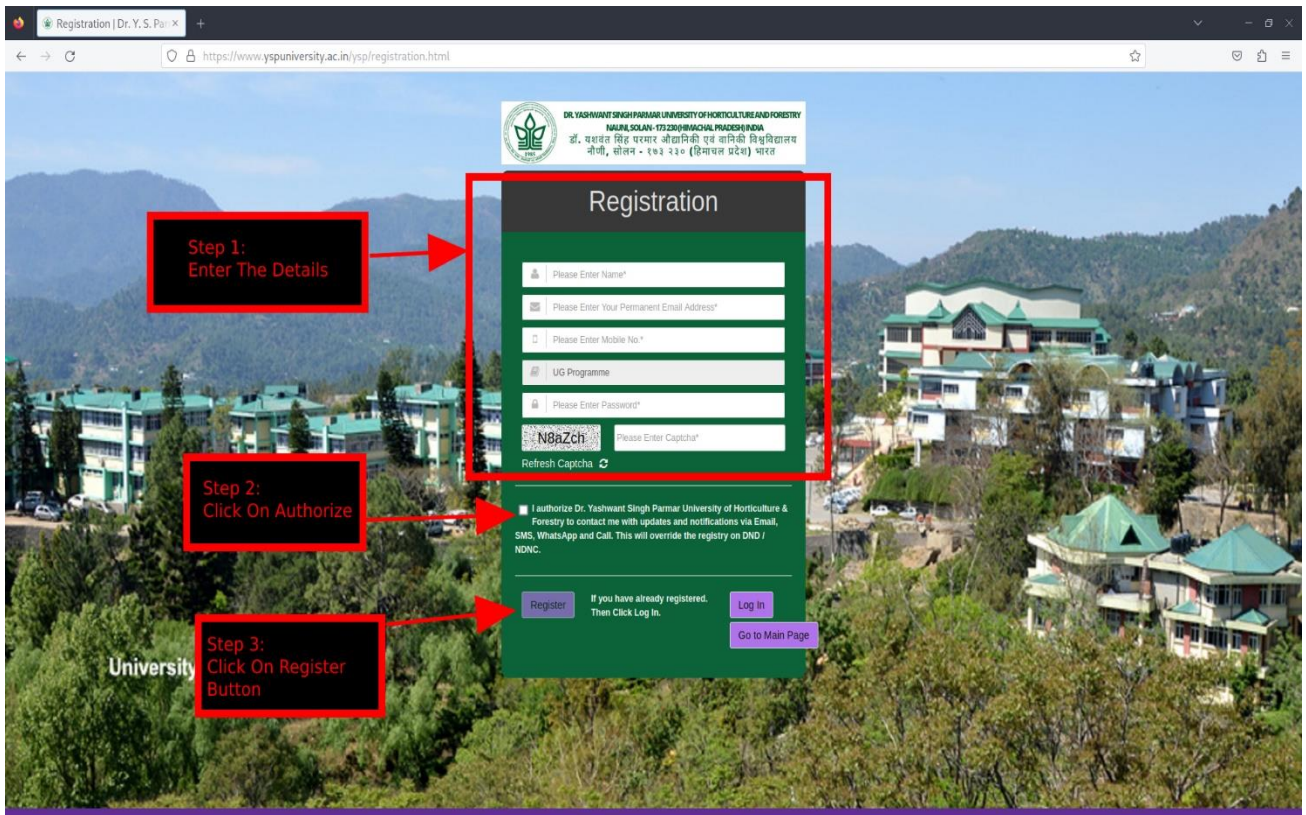 Registration | Dr. Y. S. Par
https://www.yspuniversity.ac.in/ysp/registration.html
DR. YASHWANT SINGH PARMAR UNIVERSITY OF HORTICULTURE AND FORESTRY
NAUNI, SOLAN - 173 230 (HIMACHAL PRADESH) INDIA
डॉ. यशवंत सिंह परमार औद्यानिकी एवं वानिकी विश्वविद्यालय
नौणी, सोलन - १७३ २३० (हिमाचल प्रदेश) भारत
Registration
Step 1:
Enter The Details
Please Enter Name*
Please Enter Your Permanent Email Address*
Please Enter Mobile No.*
UG Programme
Please Enter Password*
N8aZch
Please Enter Captcha*
Refresh Captcha
Step 2:
Click On Authorize
I authorize Dr. Yashwant Singh Parmar University of Horticulture &
Forestry to contact me with updates and notifications via Email,
SMS, WhatsApp and Call. This will override the registry on DND /
NDNC.
Register
If you have already registered.
Then Click Log In.
Log In
Go to Main Page
Step 3:
Click On Register
Button
University